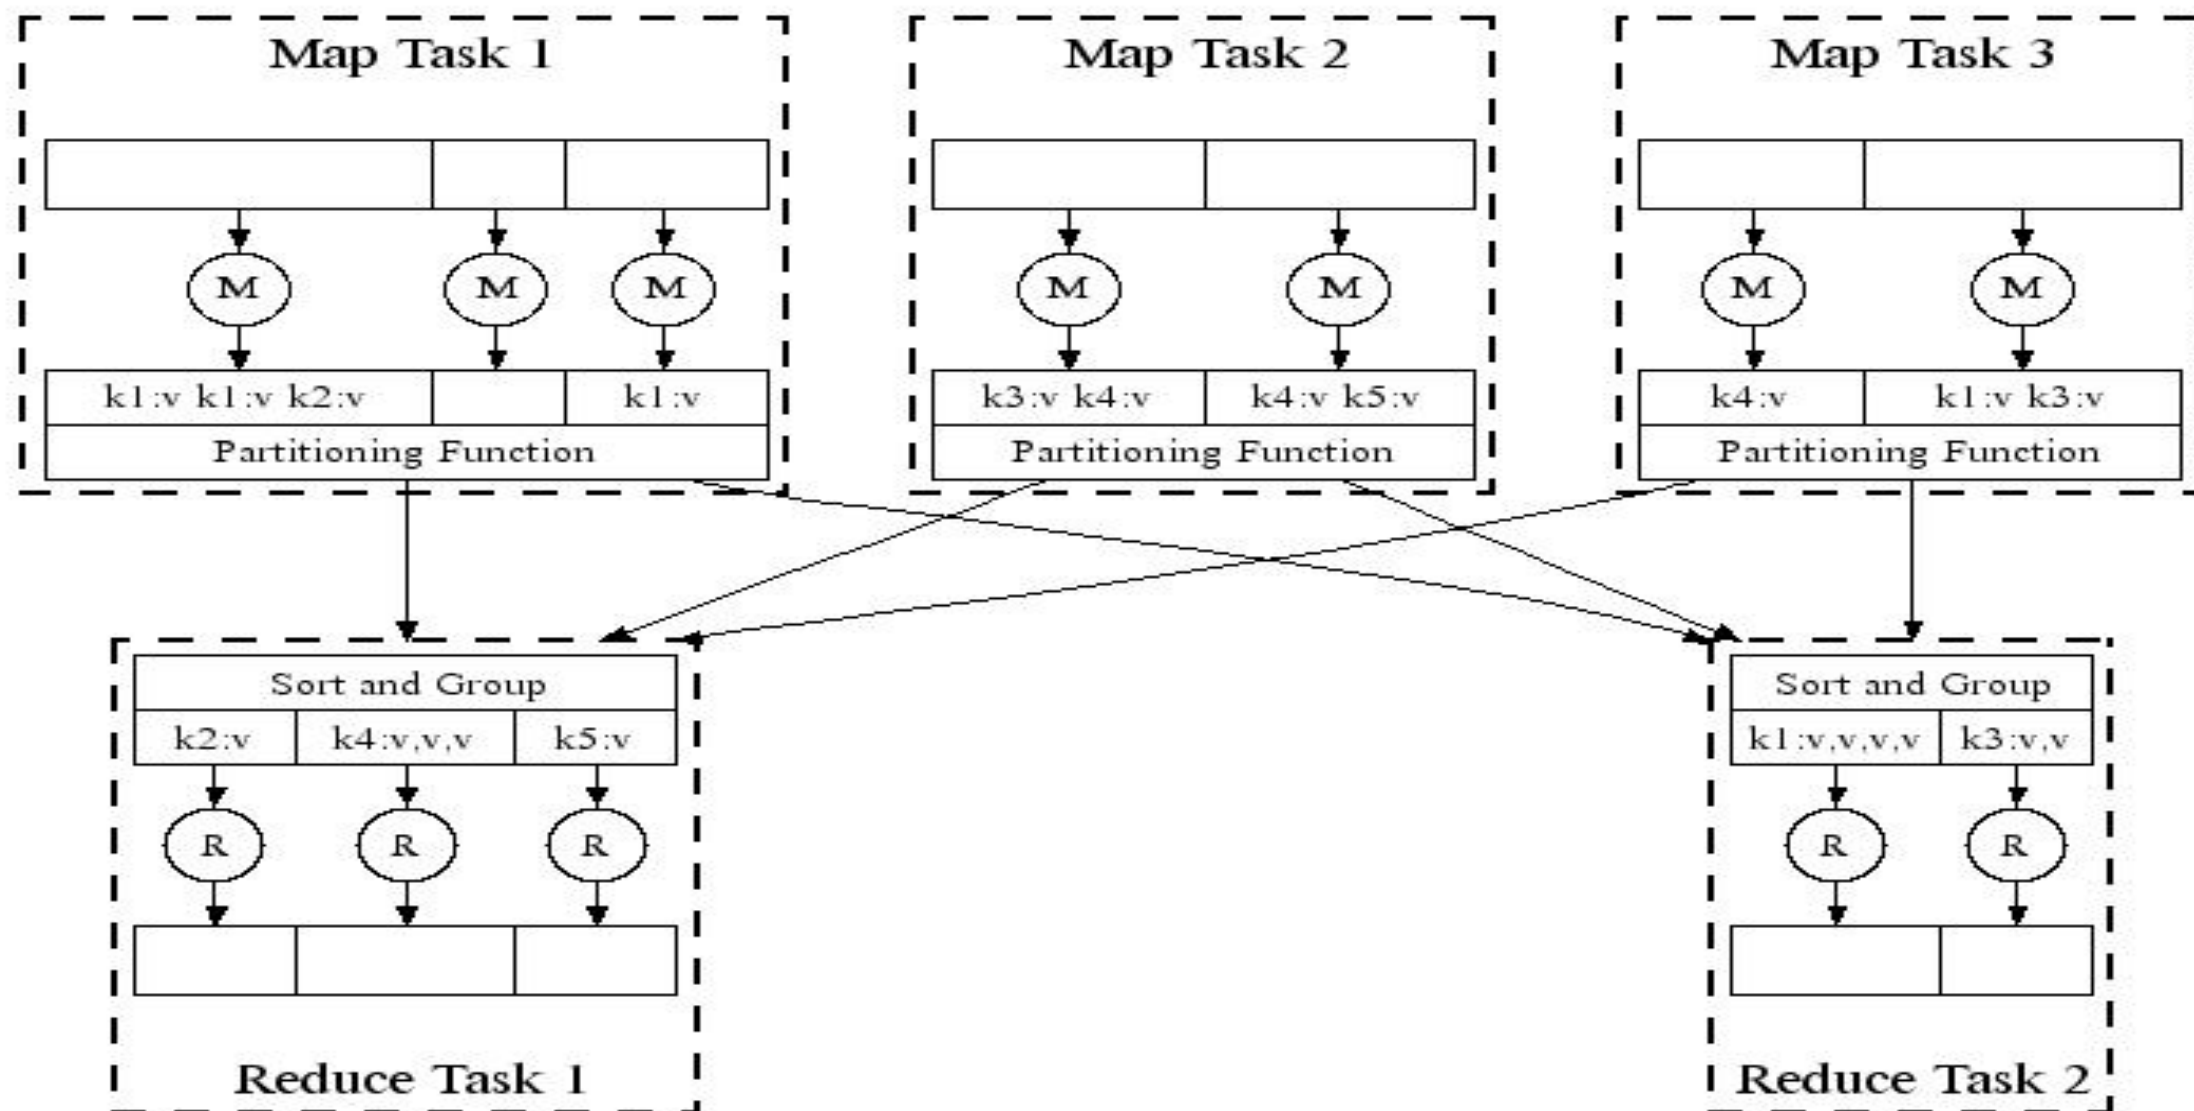 Map Task 1
M
M
M
k1:v k1:v k2:v
k1:v
Partitioning Function
Map Task 2
M
M
k3:v k4:v
k4:v k5:v
Partitioning Function
Map Task 3
M
M
k4:v
k1:v k3:v
Partitioning Function
Sort and Group
k2:v
k4:v,v,v
k5:v
R
R
R
Reduce Task 1
Sort and Group
k1:v,v,v,v
k3:v,v
R
R
Reduce Task 2